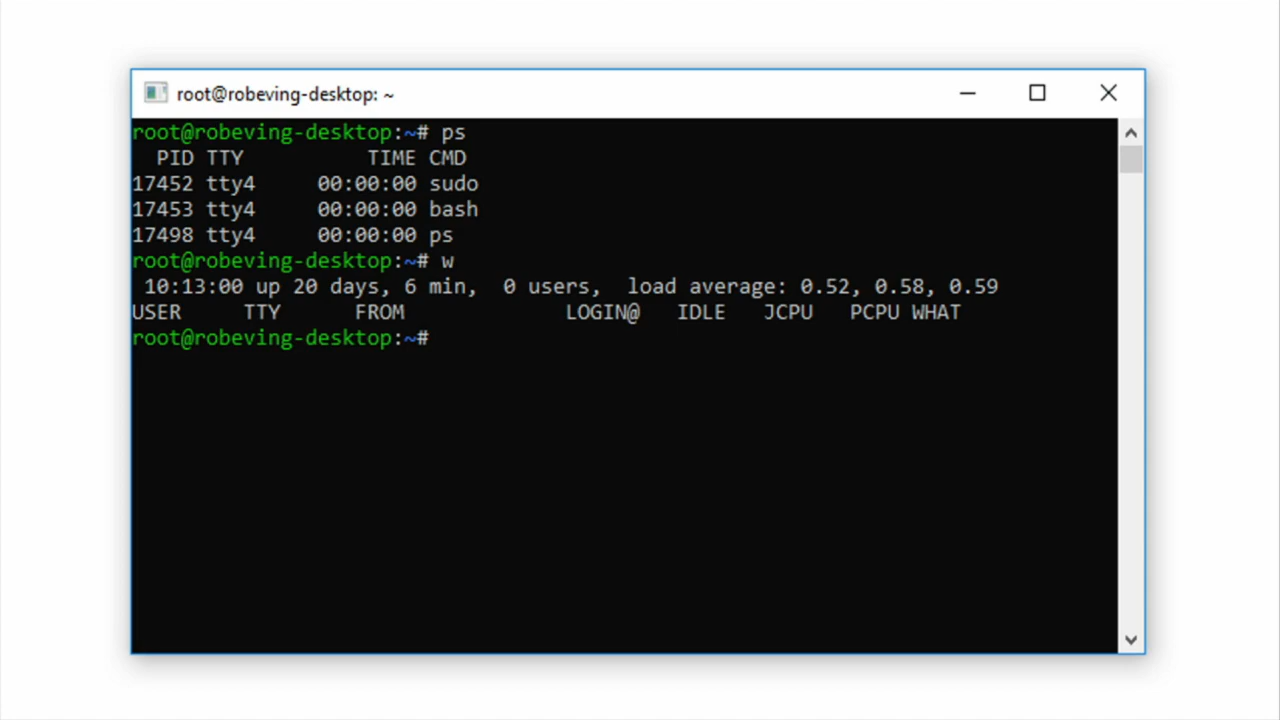 root@robeving-desktop: ~
root@robeving-desktop:~# ps
  PID TTY          TIME CMD
17452 tty4     00:00:00 sudo
17453 tty4     00:00:00 bash
17498 tty4     00:00:00 ps
root@robeving-desktop:~# w
 10:13:00 up 20 days, 6 min,  0 users,  load average: 0.52, 0.58, 0.59
USER     TTY      FROM             LOGIN@   IDLE   JCPU   PCPU WHAT
root@robeving-desktop:~#